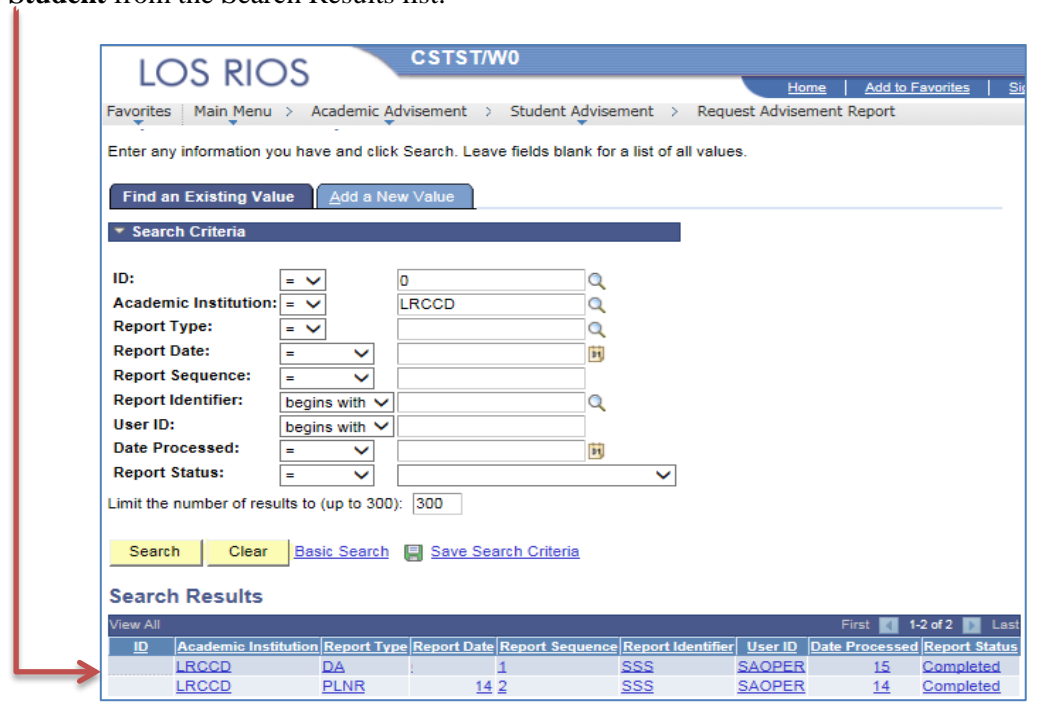 Student from the Search Results list.
LOS RIOS
CSTST/W0
Home | Add to Favorites |
Favorites Main Menu > Academic Advisement > Student Advisement > Request Advisement Report
Enter any information you have and click Search. Leave fields blank for a list of all values.
Find an Existing Value Add a New Value
Search Criteria
ID: = 0
Academic Institution: = LRCCD
Report Type: =
Report Date: =
Report Sequence: =
Report Identifier: begins with
User ID: begins with
Date Processed: =
Report Status: =
Limit the number of results to (up to 300): 300
Search Clear Basic Search Save Search Criteria
Search Results
View All First 1-2 of 2 Last
ID Academic Institution Report Type Report Date Report Sequence Report Identifier User ID Date Processed Report Status
LRCCD DA 1 SSS SAOPER 15 Completed
LRCCD PLNR 14 2 SSS SAOPER 14 Completed